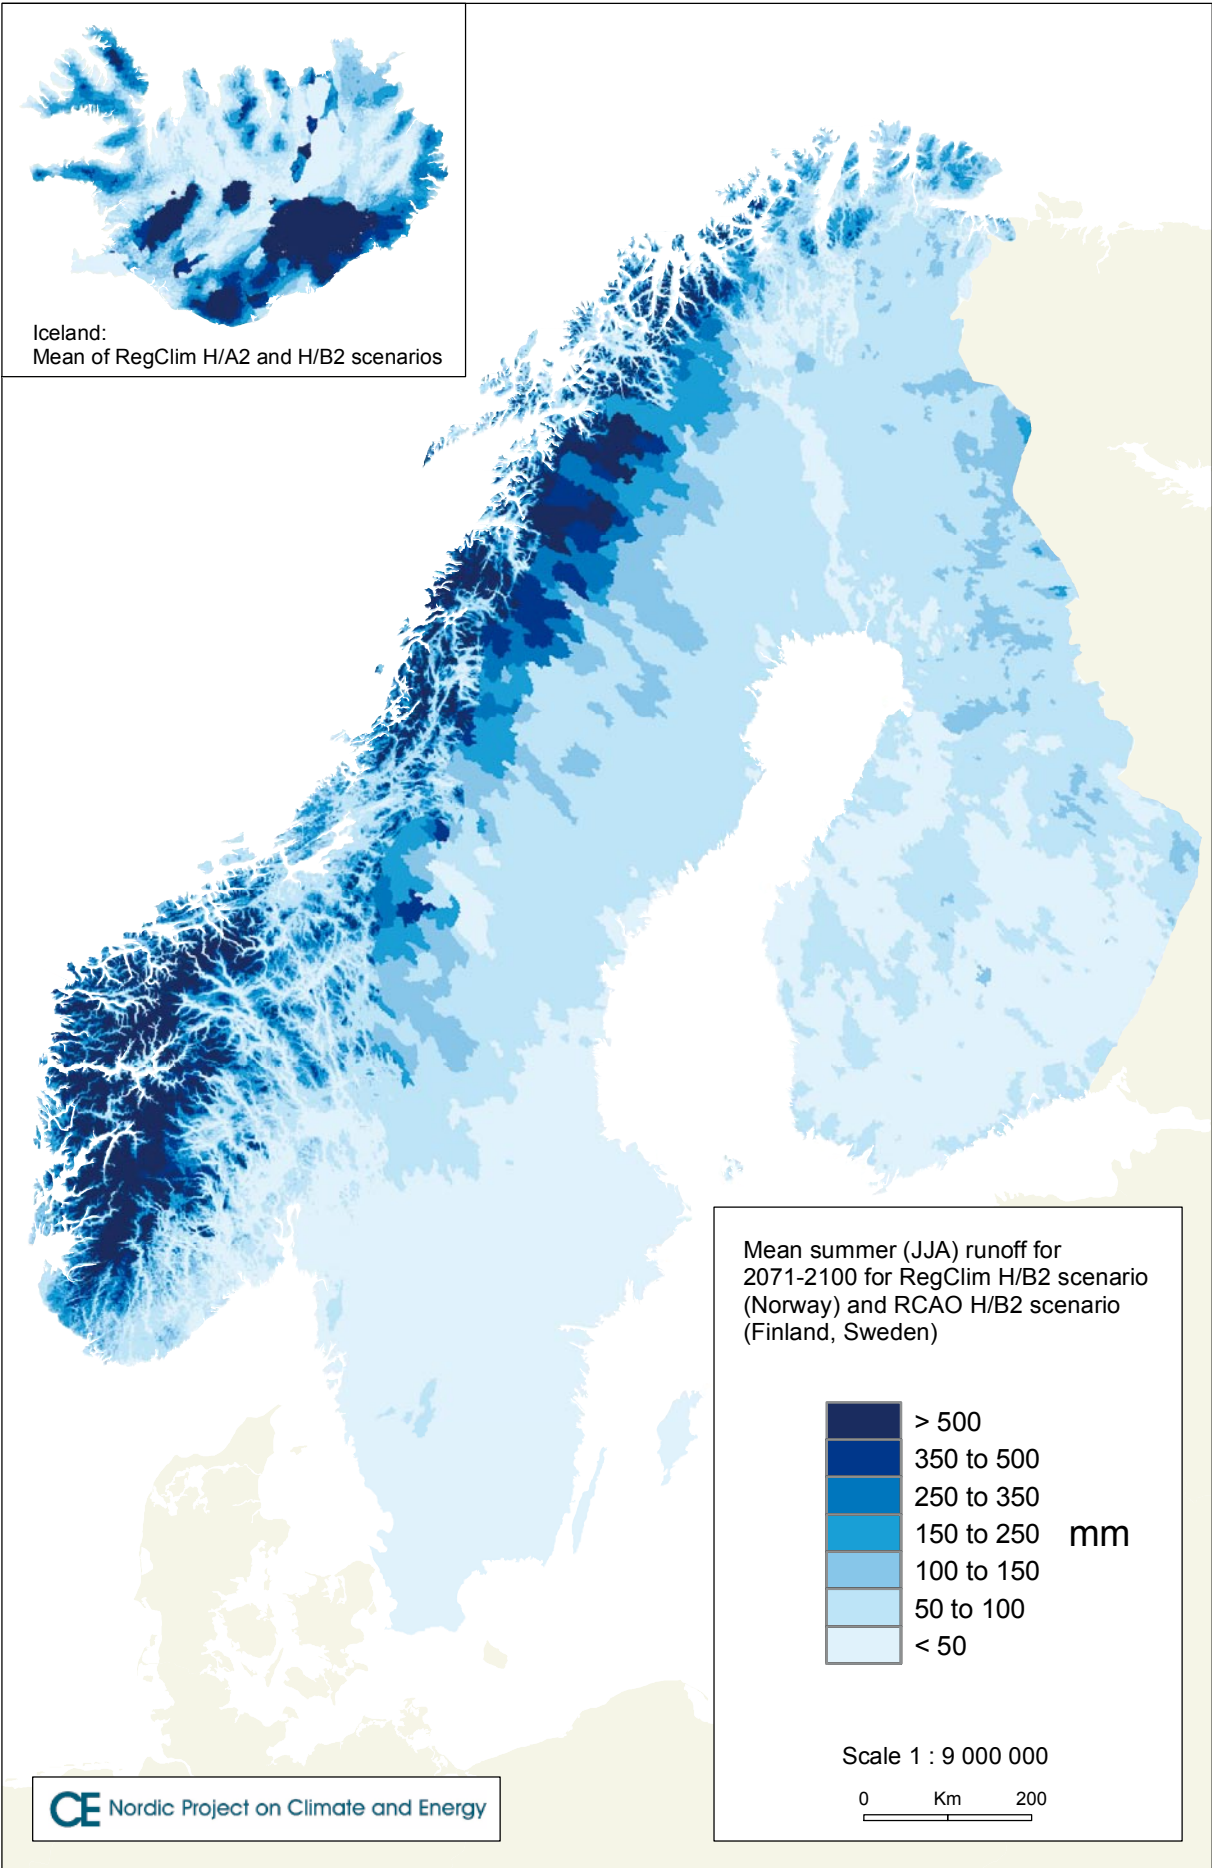 Iceland:
Mean of RegClim H/A2 and H/B2 scenarios
Mean summer (JJA) runoff for
2071-2100 for RegClim H/B2 scenario
(Norway) and RCAO H/B2 scenario
(Finland, Sweden)
> 500
350 to 500
250 to 350
150 to 250 mm
100 to 150
50 to 100
< 50
Scale 1 : 9 000 000
0 Km 200
CE Nordic Project on Climate and Energy